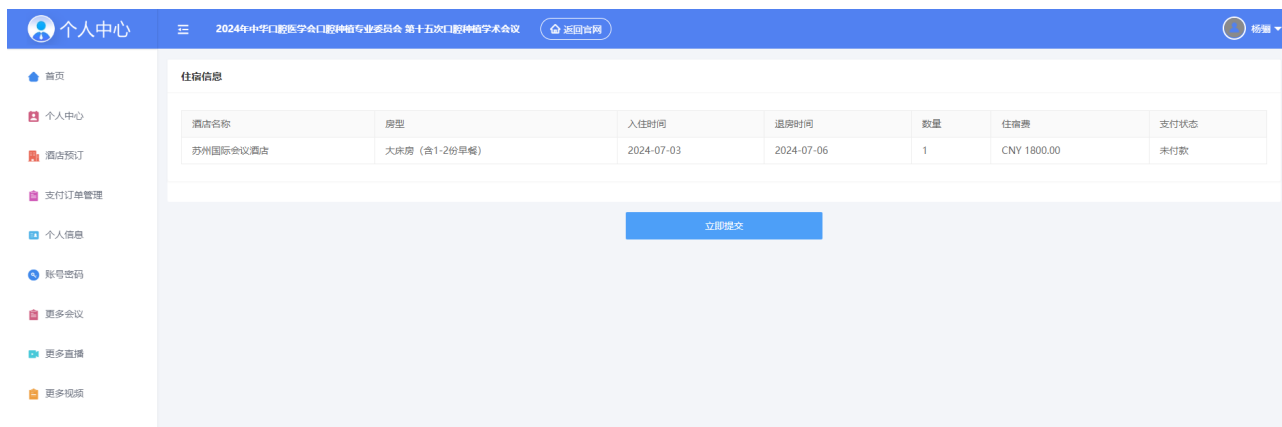 个人中心
2024年中华口腔医学会口腔种植专业委员会 第十五次口腔种植学术会议
返回官网
杨骊
首页
个人中心
酒店预订
支付订单管理
个人信息
账号密码
更多会议
更多直播
更多视频
住宿信息
酒店名称 房型 入住时间 退房时间 数量 住宿费 支付状态
苏州国际会议酒店 大床房（含1-2份早餐） 2024-07-03 2024-07-06 1 CNY 1800.00 未付款
立即提交